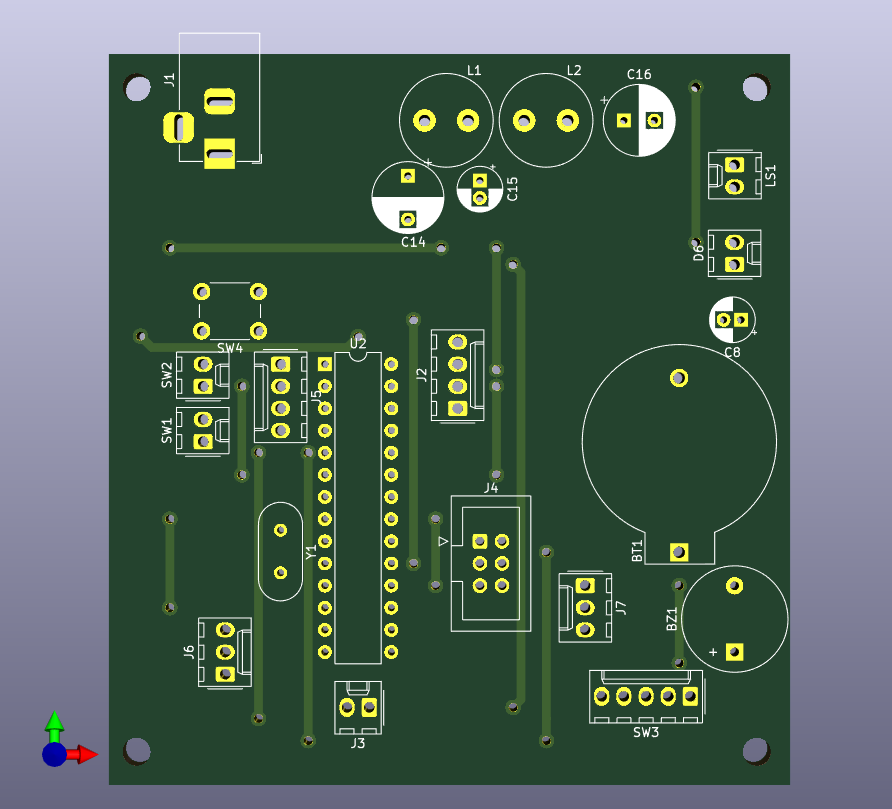 J1
L1
L2
C16
+
+
+
LS1
C15
C14
D6
+
C8
SW4
U2
SW2
J5
J2
SW1
J4
BT1
Y1
J7
BZ1
+
J6
SW3
J3